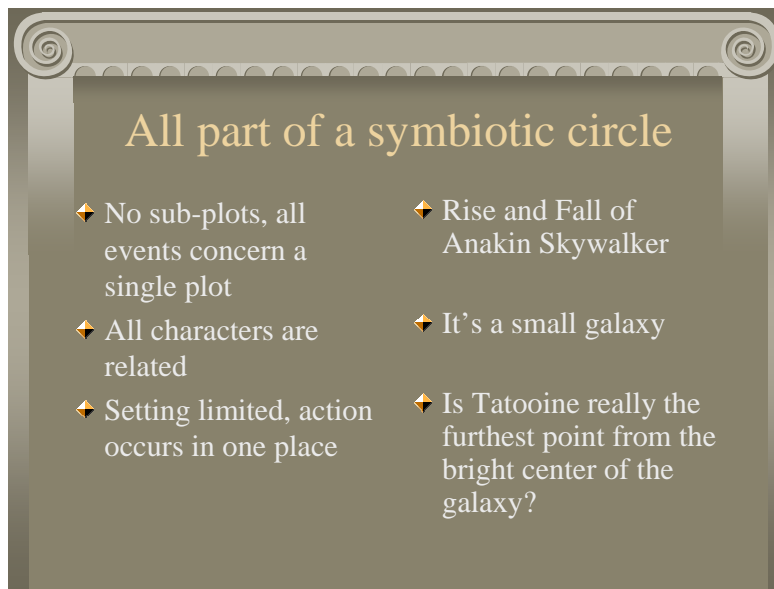 All part of a symbiotic circle
No sub-plots, all
events concern a
single plot
All characters are
related
Setting limited, action
occurs in one place
Rise and Fall of
Anakin Skywalker
It's a small galaxy
Is Tatooine really the
furthest point from the
bright center of the
galaxy?